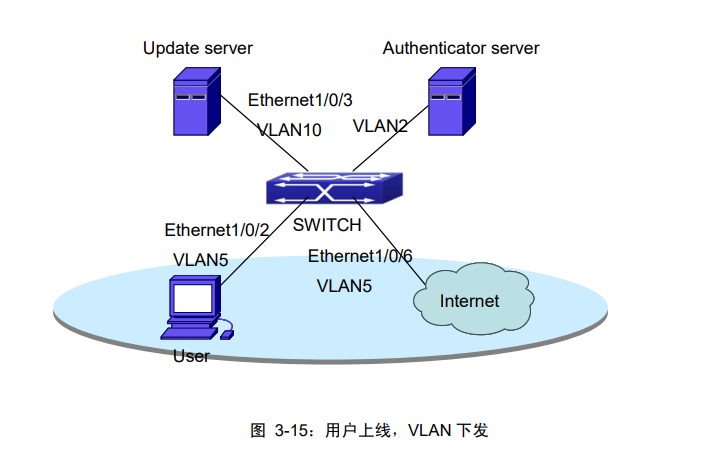 Update server
Authenticator server
Ethernet1/0/3
VLAN10
VLAN2
SWITCH
Ethernet1/0/2
VLAN5
Ethernet1/0/6
VLAN5
Internet
User
图 3-15：用户上线，VLAN 下发